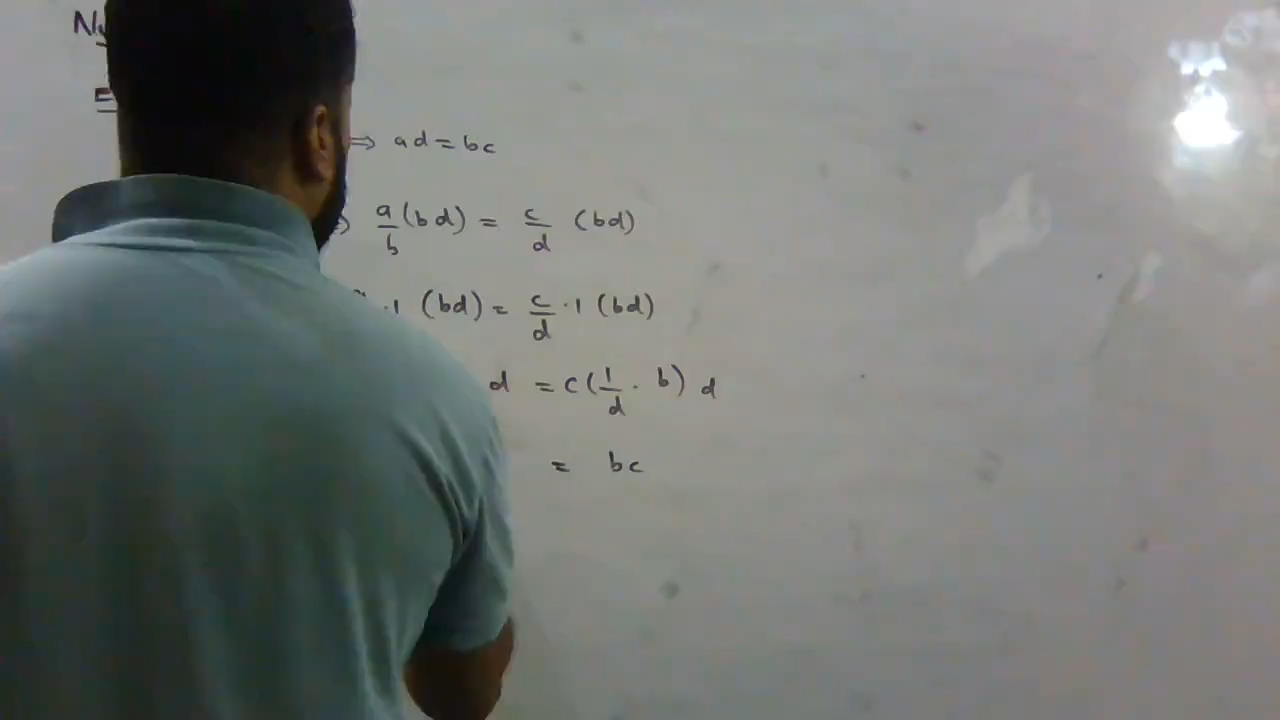 ⇒ ad = bc
a/b (bd) = c/d (bd)
· 1 (bd) = c/d · 1 (bd)
d = c(1/d · b) d
= bc